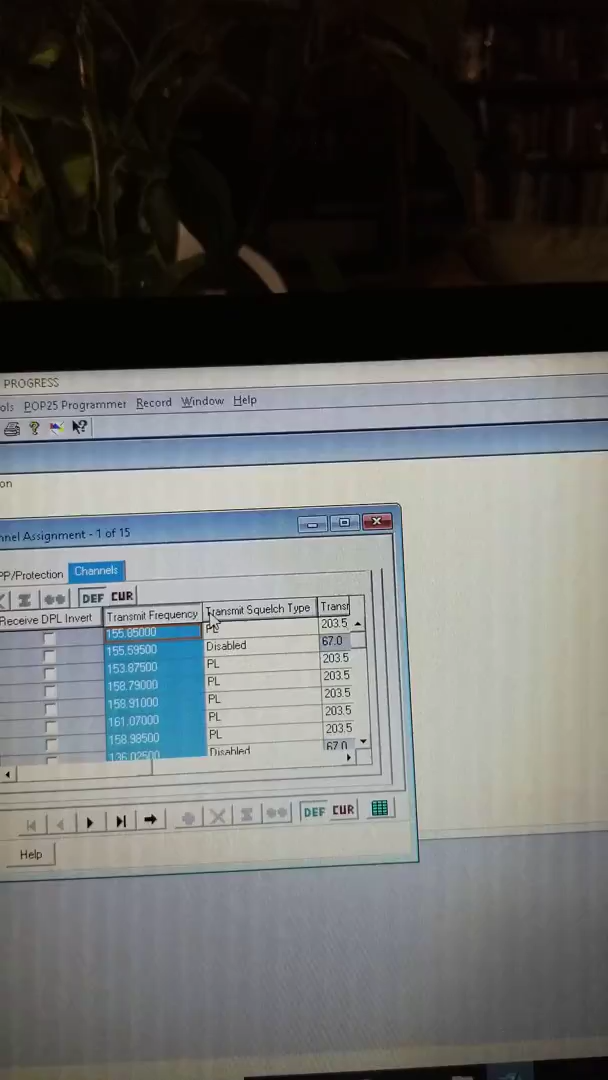 PROGRESS
ols POP25 Programmer Record Window Help
on
nnel Assignment - 1 of 15
PP/Protection Channels
DEF CUR
Receive DPL Invert Transmit Frequency Transmit Squelch Type Transr
155.85000 PL 203.5
155.59500 Disabled 67.0
153.87500 PL 203.5
158.79000 PL 203.5
158.91000 PL 203.5
161.07000 PL 203.5
158.98500 PL 203.5
136.02500 Disabled 67.0
DEF CUR
Help